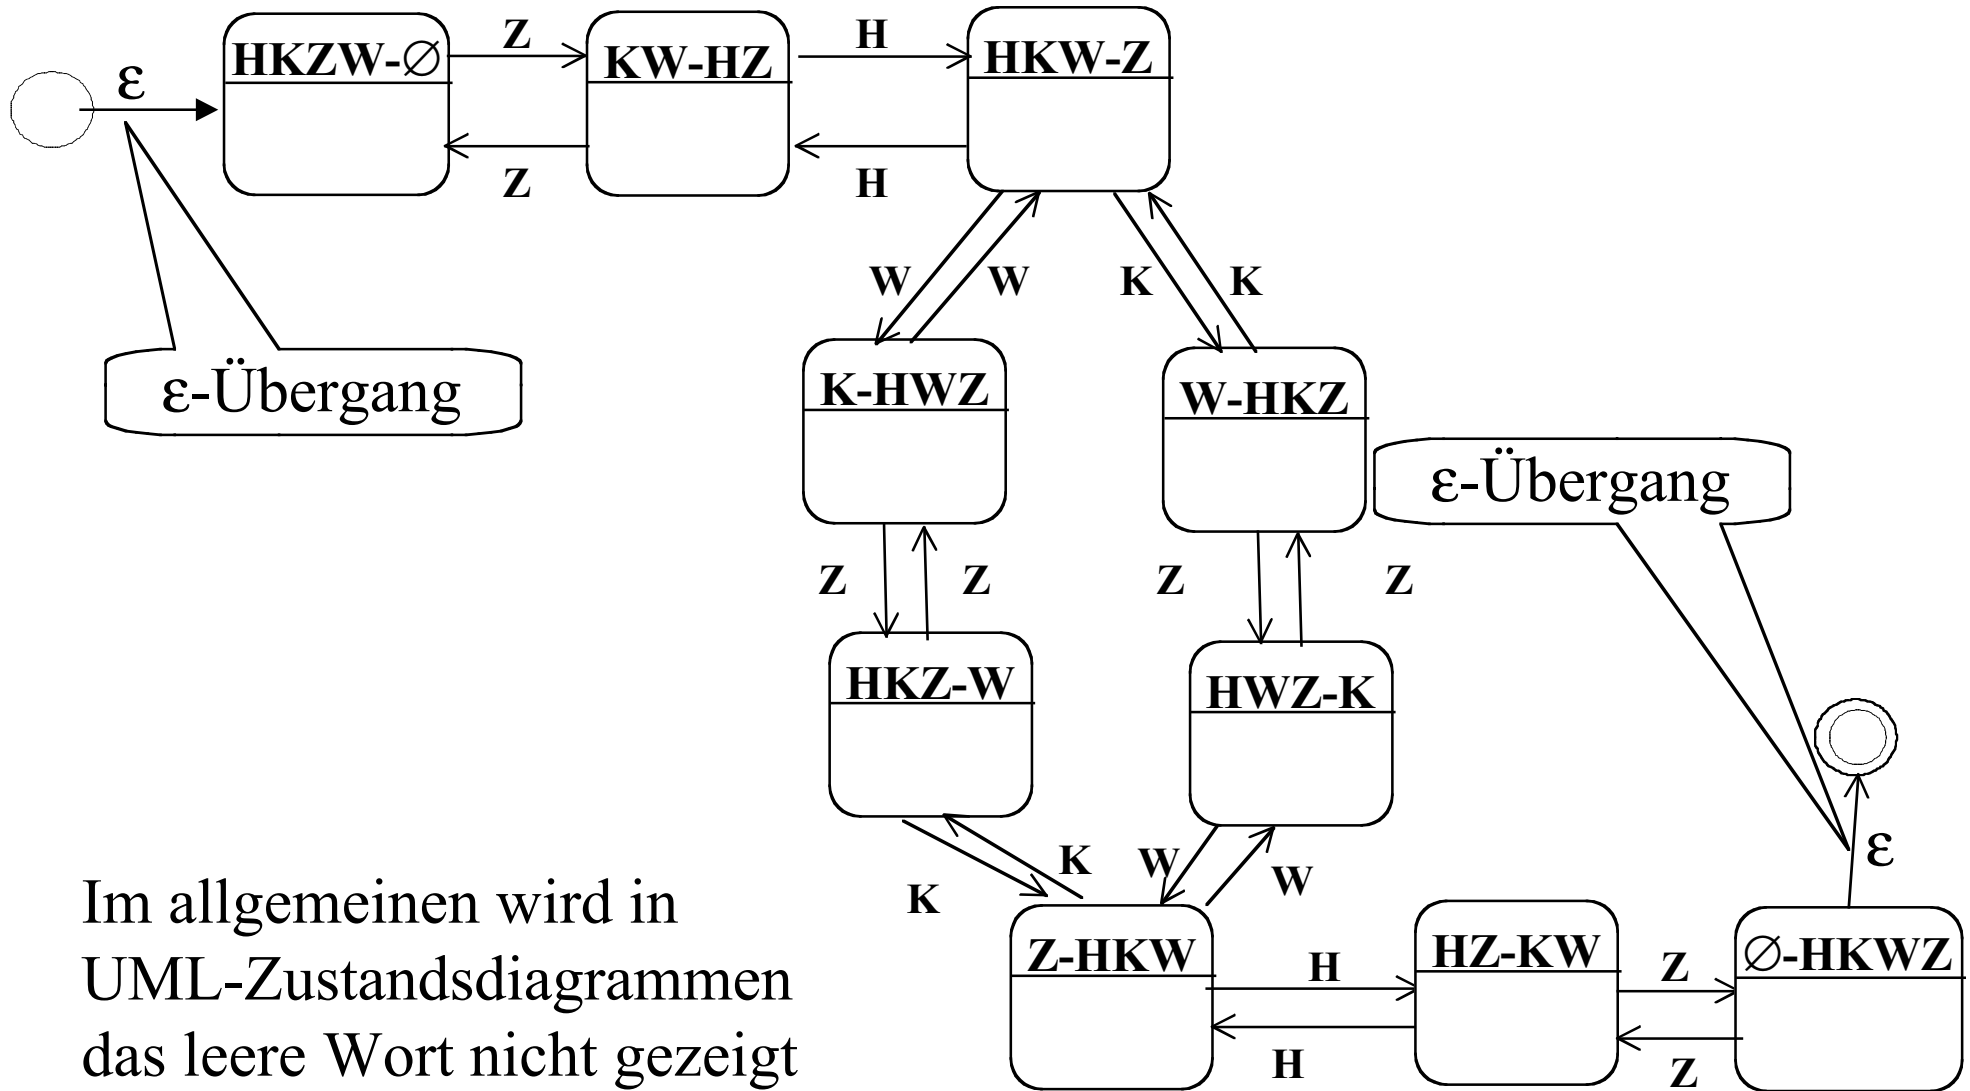 ε
HKZW-∅
Z
KW-HZ
H
HKW-Z
Z
H
W
W
K
K
ε-Übergang
K-HWZ
W-HKZ
ε-Übergang
Z
Z
Z
Z
HKZ-W
HWZ-K
K
K
W
W
ε
Z-HKW
H
HZ-KW
Z
∅-HKWZ
H
Z
Im allgemeinen wird in
UML-Zustandsdiagrammen
das leere Wort nicht gezeigt